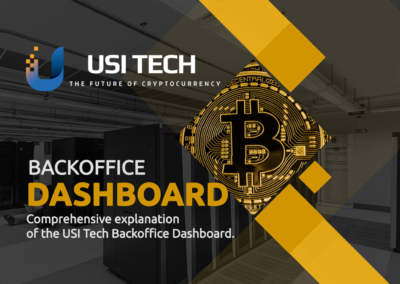 USI TECH
THE FUTURE OF CRYPTOCURRENCY
BACKOFFICE
DASHBOARD
Comprehensive explanation
of the USI Tech Backoffice Dashboard.